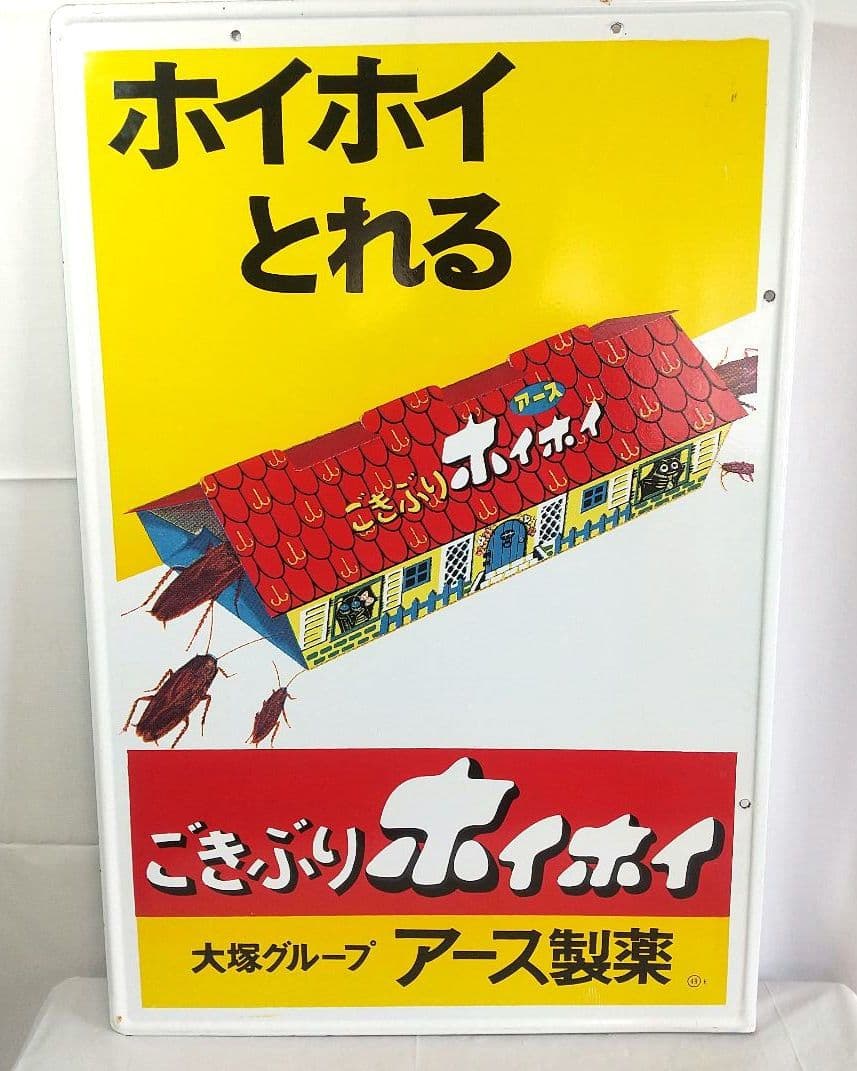 ホイホイ
とれる
アース
ごきぶりホイホイ
ごきぶりホイホイ
大塚グループ アース製薬